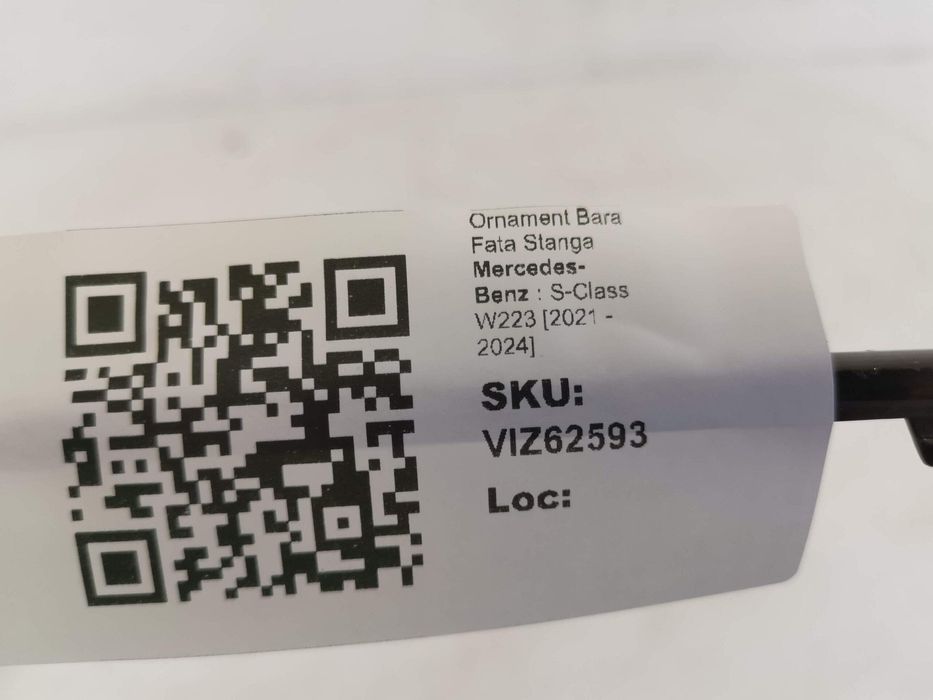 Ornament Bara
Fata Stanga
Mercedes-
Benz : S-Class
W223 [2021 -
2024]
SKU:
VIZ62593
Loc: